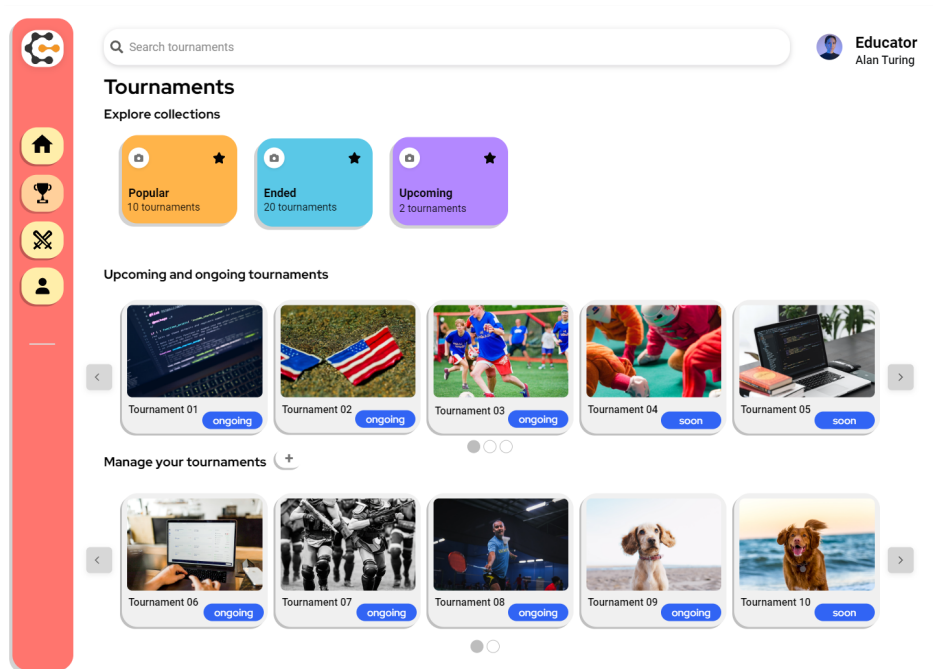 Search tournaments
Educator
Alan Turing
Tournaments
Explore collections
Popular
10 tournaments
Ended
20 tournaments
Upcoming
2 tournaments
Upcoming and ongoing tournaments
Tournament 01
ongoing
Tournament 02
ongoing
Tournament 03
ongoing
Tournament 04
soon
Tournament 05
soon
Manage your tournaments +
Tournament 06
ongoing
Tournament 07
ongoing
Tournament 08
ongoing
Tournament 09
ongoing
Tournament 10
soon